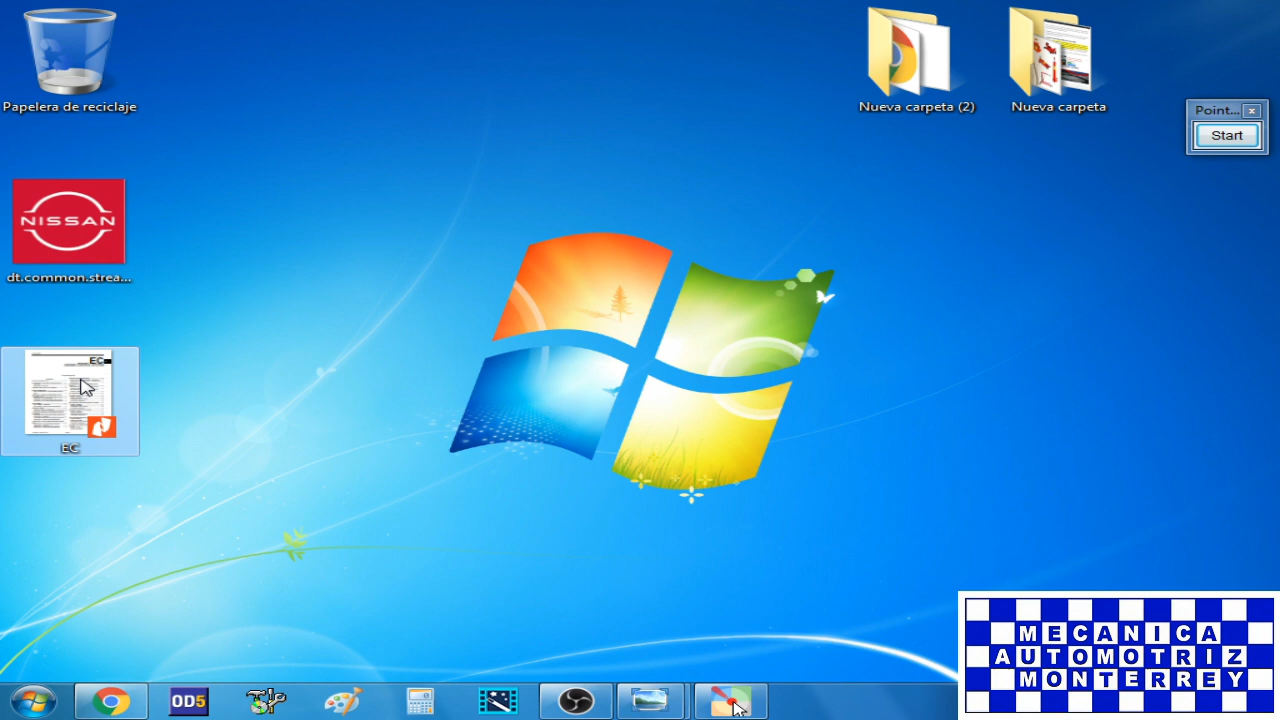 Papelera de reciclaje
Nueva carpeta (2)
Nueva carpeta
Point...
Start
NISSAN
dt.common.strea...
EC
EC
OD5
MECANICA
AUTOMOTRIZ
MONTERREY